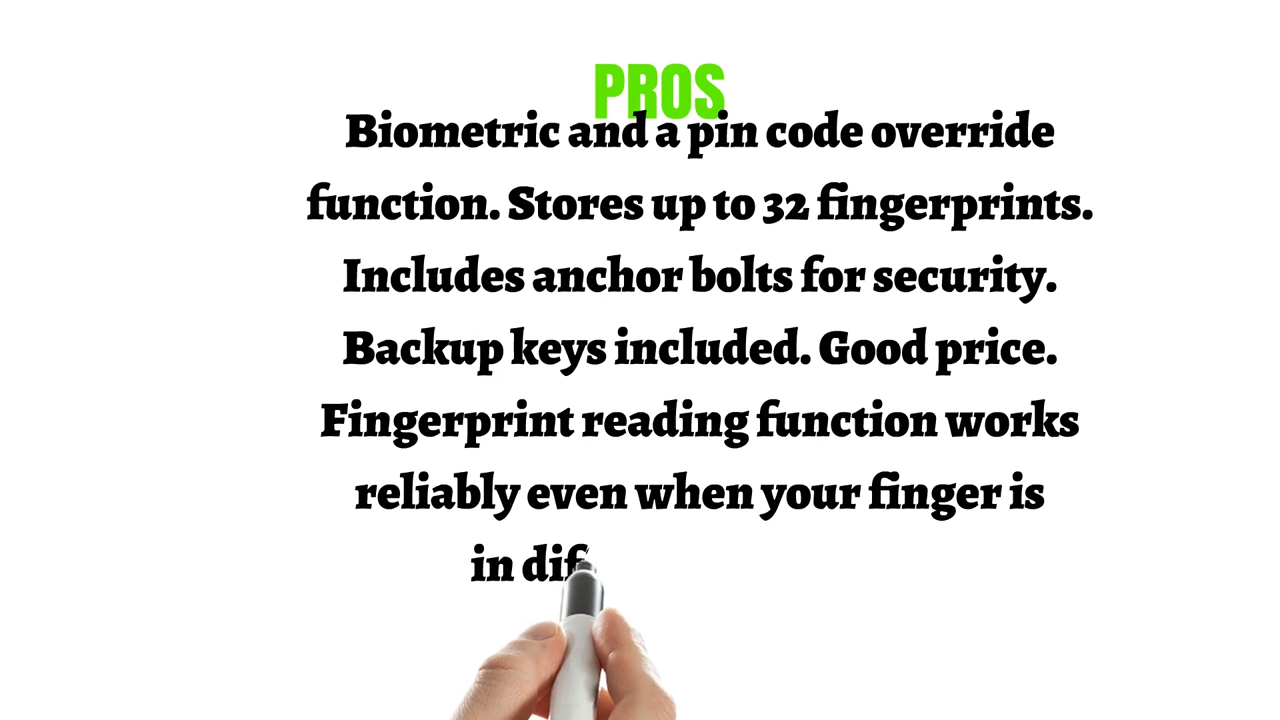 PROS
Biometric and a pin code override
function. Stores up to 32 fingerprints.
Includes anchor bolts for security.
Backup keys included. Good price.
Fingerprint reading function works
reliably even when your finger is
in dif